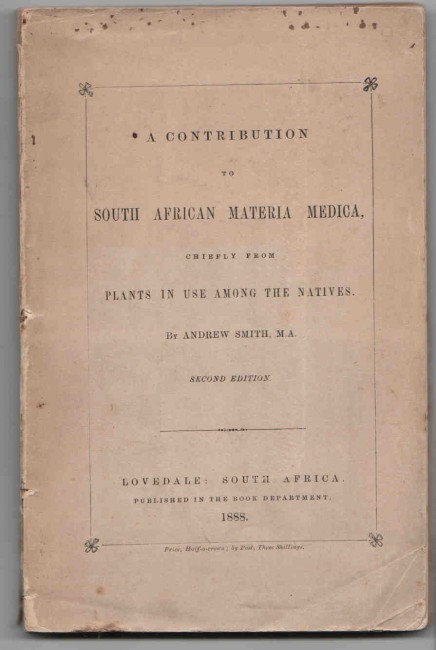 A CONTRIBUTION
TO
SOUTH AFRICAN MATERIA MEDICA,
CHIEFLY FROM
PLANTS IN USE AMONG THE NATIVES.
By ANDREW SMITH, M.A.
SECOND EDITION
LOVEDALE: SOUTH AFRICA.
PUBLISHED IN THE BOOK DEPARTMENT.
1888.
Price, Half-a-crown; by Post, Three Shillings.